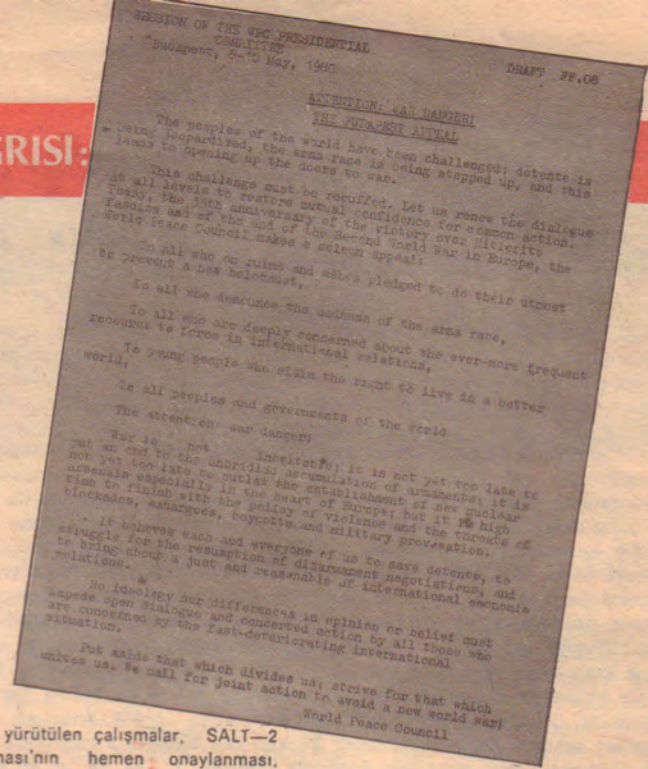 SESSION OF THE WPC PRESIDENTIAL
COMMITTEE
Budapest, 8-10 May, 1980
DRAFT PF.08
ATTENTION: WAR DANGER!
THE BUDAPEST APPEAL
ĞRISI:
The peoples of the world have been challenged; detente is
being jeopardized, the arms race is being stepped up, and this
leads to opening up the doors to war.
This challenge must be rebuffed. Let us renew the dialogue
at all levels to restore mutual confidence for common action.
Today, the 35th anniversary of the victory over Hitlerite
fascism and of the end of the Second World War in Europe, the
World Peace Council makes a solemn appeal:
To all who on ruins and ashes pledged to do their utmost
to prevent a new holocaust,
To all who denounce the madness of the arms race,
To all who are deeply concerned about the ever-more frequent
recourse to force in international relations,
To young people who claim the right to live in a better
world,
To all peoples and governments of the world
The attention: war danger!
War is not inevitable; it is not yet too late to
put an end to the unbridled accumulation of armaments; it is
not yet too late to outlaw the establishment of new nuclear
arsenals especially in the heart of Europe; but it is high
time to finish with the policy of violence and the threats of
blockades, embargoes, boycotts and military provocation.
It behoves each and everyone of us to save detente, to
struggle for the resumption of disarmament negotiations, and
to bring about a just and reasonable of international economic
relations.
No ideology nor differences in opinion or belief must
impede open dialogue and concerted action by all those who
are concerned by the fast-deteriorating international
situation.
Put aside that which divides us; strive for that which
unites us. We call for joint action to avoid a new world war!
World Peace Council
yürütülen çalışmalar, SALT—2
ması'nın hemen onaylanması,